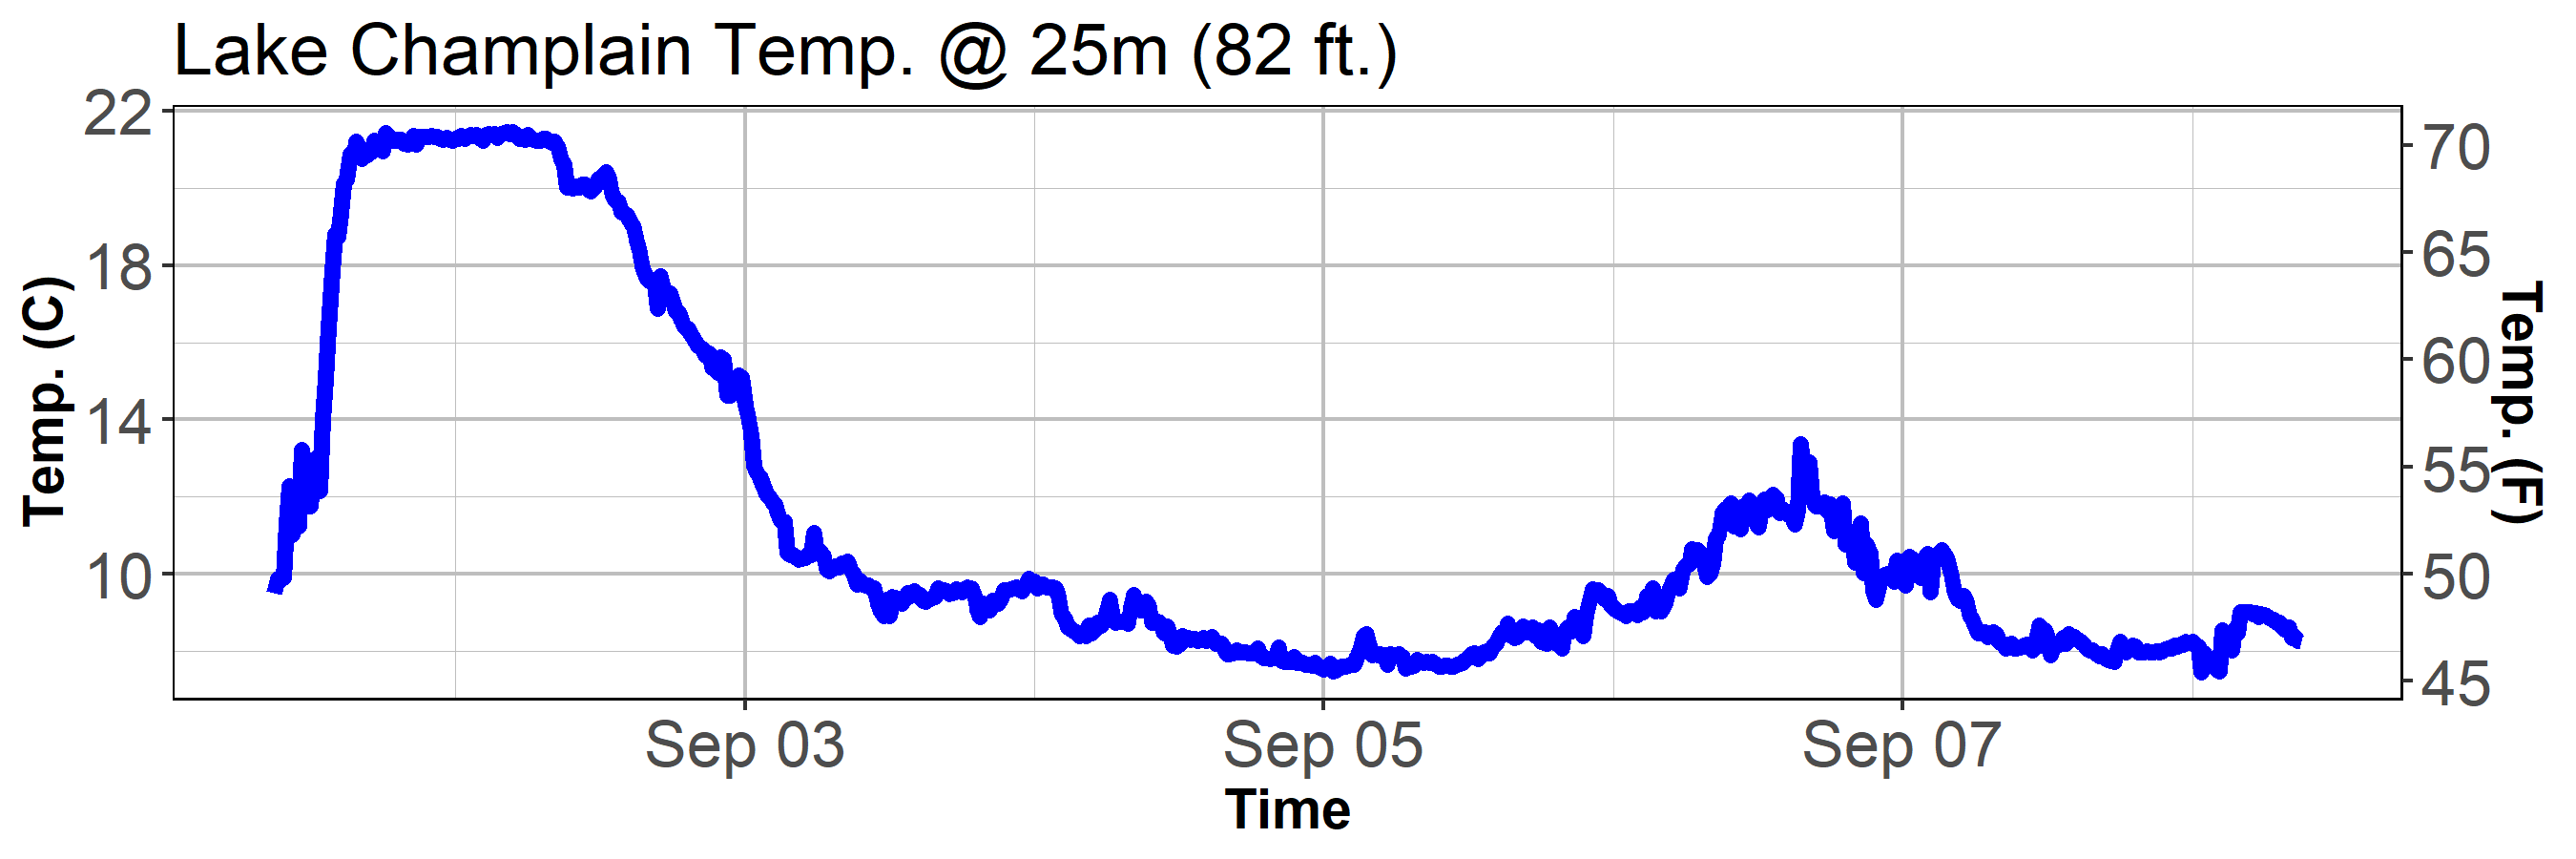 Lake Champlain Temp. @ 25m (82 ft.)
22
18
14
10
Temp. (C)
70
65
60
55
50
45
Temp. (F)
Sep 03
Sep 05
Sep 07
Time